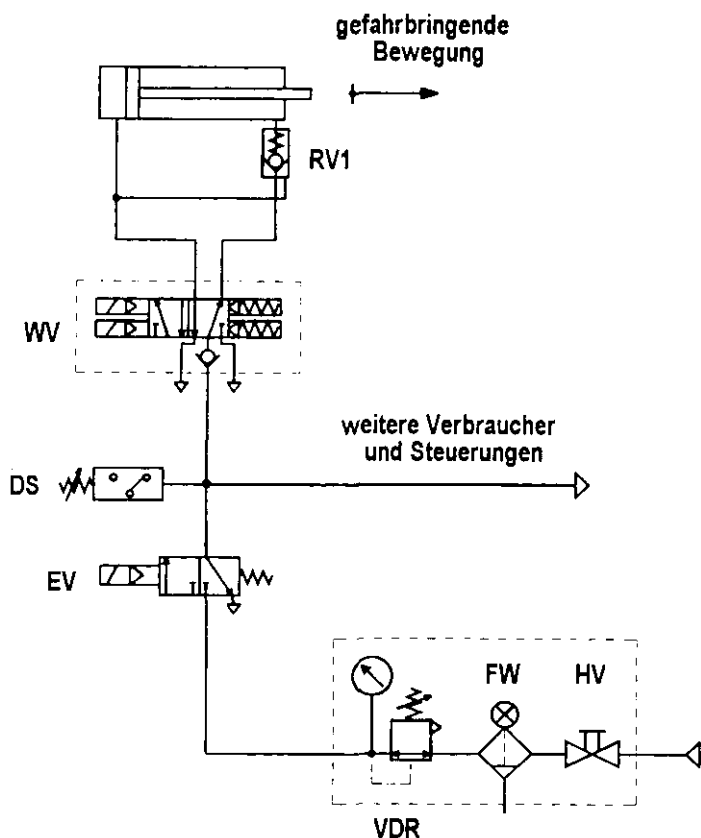 gefahrbringende
Bewegung
RV1
WV
weitere Verbraucher
und Steuerungen
DS
EV
FW
HV
VDR